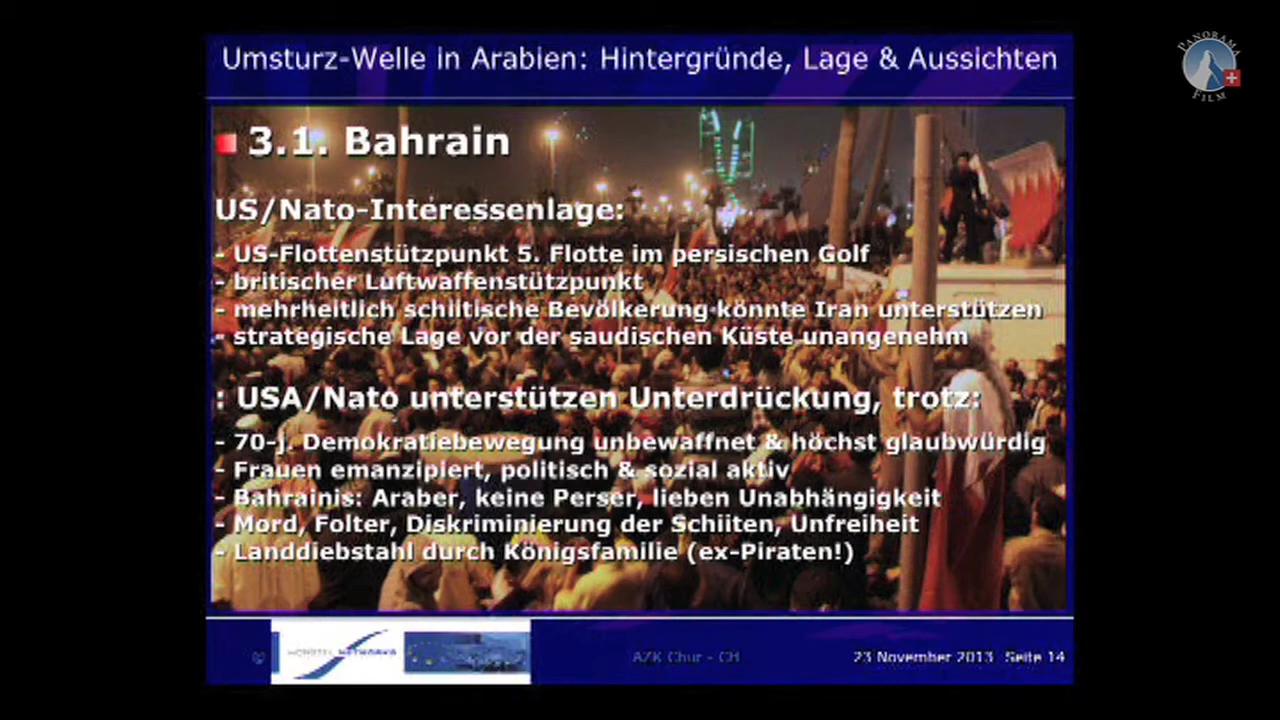 Umsturz-Welle in Arabien: Hintergründe, Lage & Aussichten
PANORAMA
FILM
3.1. Bahrain
US/Nato-Interessenlage:
- US-Flottenstützpunkt 5. Flotte im persischen Golf
- britischer Luftwaffenstützpunkt
- mehrheitlich schiitische Bevölkerung könnte Iran unterstützen
- strategische Lage vor der saudischen Küste unangenehm
: USA/Nato unterstützen Unterdrückung, trotz:
- 70-j. Demokratiebewegung unbewaffnet & höchst glaubwürdig
- Frauen emanzipiert, politisch & sozial aktiv
- Bahrainis: Araber, keine Perser, lieben Unabhängigkeit
- Mord, Folter, Diskriminierung der Schiiten, Unfreiheit
- Landdiebstahl durch Königsfamilie (ex-Piraten!)
©
NETWORKS
AZK Chur - CH
23 November 2013 Seite 14